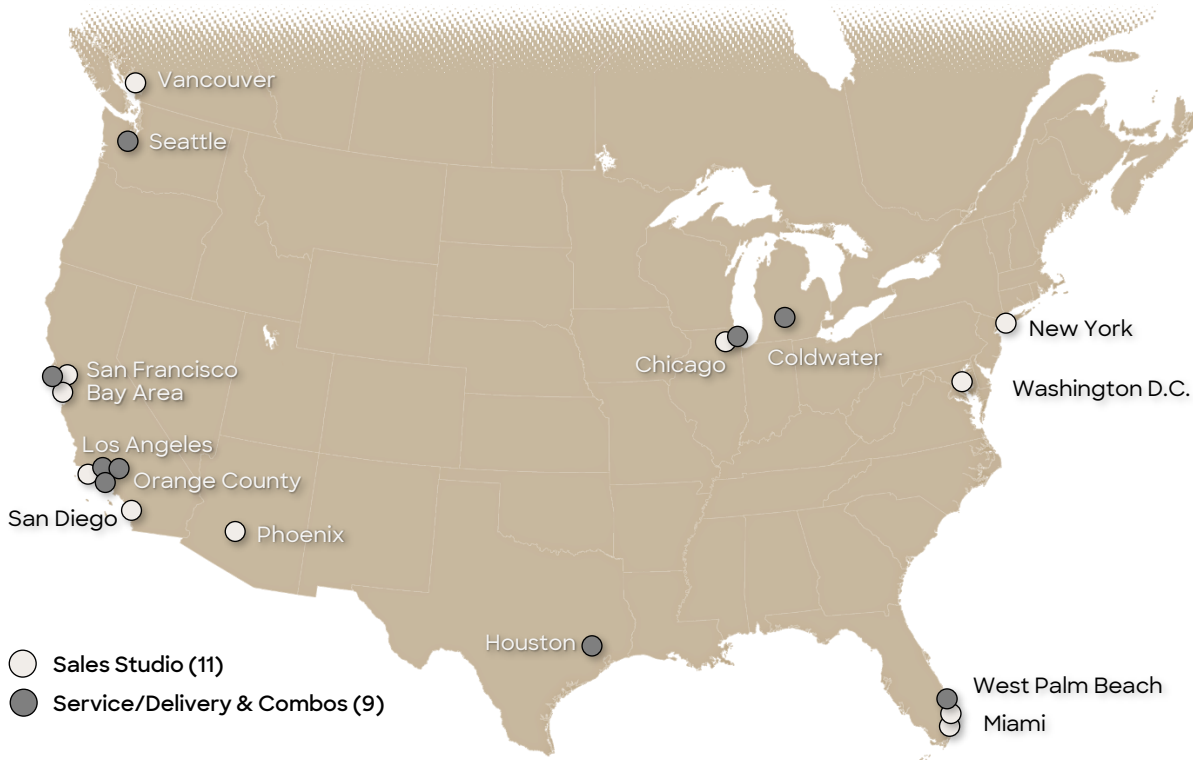 Vancouver
Seattle
New York
Chicago
Coldwater
San Francisco
Bay Area
Washington D.C.
Los Angeles
Orange County
San Diego
Phoenix
Houston
Sales Studio (11)
Service/Delivery & Combos (9)
West Palm Beach
Miami